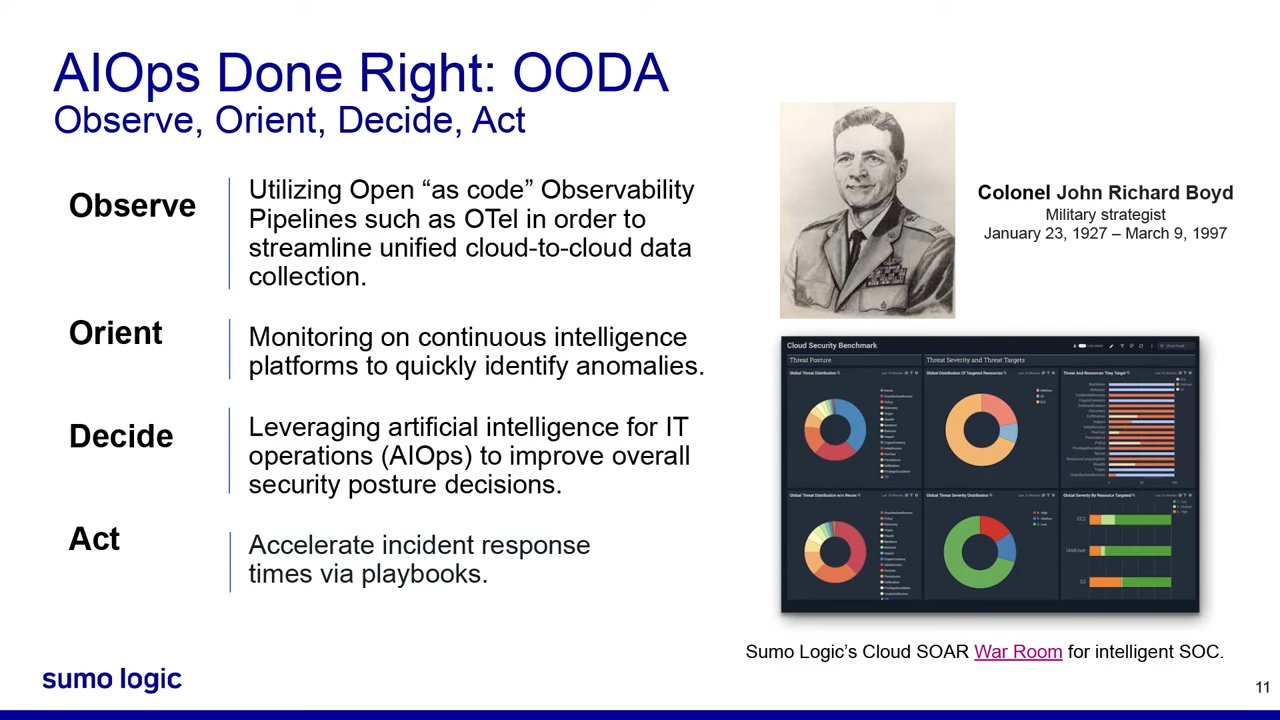 AIOps Done Right: OODA
Observe, Orient, Decide, Act
Observe
Utilizing Open “as code” Observability
Pipelines such as OTel in order to
streamline unified cloud-to-cloud data
collection.
Orient
Monitoring on continuous intelligence
platforms to quickly identify anomalies.
Decide
Leveraging artificial intelligence for IT
operations (AIOps) to improve overall
security posture decisions.
Act
Accelerate incident response
times via playbooks.
Colonel John Richard Boyd
Military strategist
January 23, 1927 – March 9, 1997
Cloud Security Benchmark
Threat Posture
Threat Severity and Threat Targets
Global Threat Distribution
Global Distribution Of Targeted Resources
Threat And Resources They Target
Global Threat Distribution w/o Recon
Global Threat Severity Distribution
Global Severity By Resource Targeted
EC2
IAMUser
S3
Sumo Logic’s Cloud SOAR War Room for intelligent SOC.
sumo logic
11